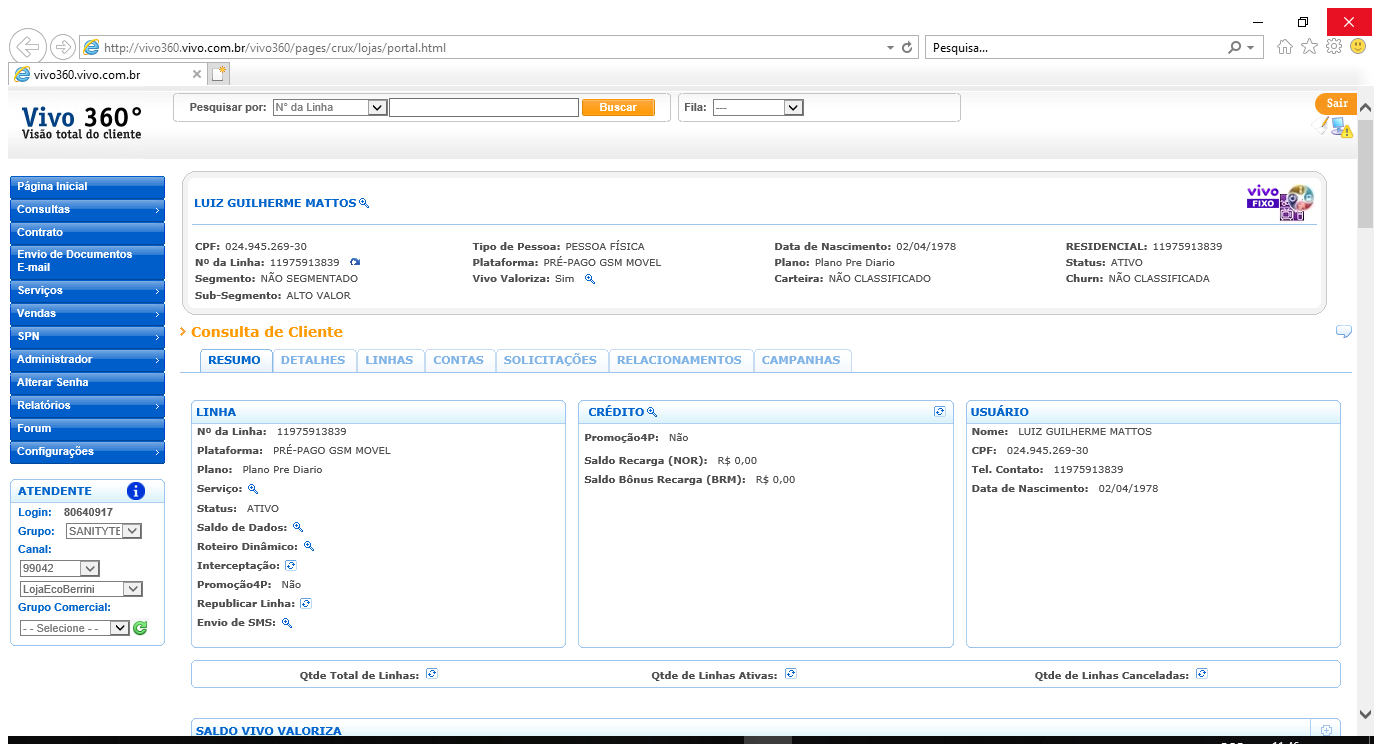 http://vivo360.vivo.com.br/vivo360/pages/crux/lojas/portal.html
Pesquisa...
vivo360.vivo.com.br
Vivo 360°
Visão total do cliente
Pesquisar por: N° da Linha Buscar
Fila: ---
Sair
Página Inicial
Consultas
Contrato
Envio de Documentos
E-mail
Serviços
Vendas
SPN
Administrador
Alterar Senha
Relatórios
Forum
Configurações
ATENDENTE
Login: 80640917
Grupo: SANITYTE
Canal:
99042
LojaEcoBerrini
Grupo Comercial:
- - Selecione - -
LUIZ GUILHERME MATTOS
vivo
FIXO
CPF: 024.945.269-30 Tipo de Pessoa: PESSOA FÍSICA Data de Nascimento: 02/04/1978 RESIDENCIAL: 11975913839
Nº da Linha: 11975913839 Plataforma: PRÉ-PAGO GSM MOVEL Plano: Plano Pre Diario Status: ATIVO
Segmento: NÃO SEGMENTADO Vivo Valoriza: Sim Carteira: NÃO CLASSIFICADO Churn: NÃO CLASSIFICADA
Sub-Segmento: ALTO VALOR
Consulta de Cliente
RESUMO DETALHES LINHAS CONTAS SOLICITAÇÕES RELACIONAMENTOS CAMPANHAS
LINHA
Nº da Linha: 11975913839
Plataforma: PRÉ-PAGO GSM MOVEL
Plano: Plano Pre Diario
Serviço:
Status: ATIVO
Saldo de Dados:
Roteiro Dinâmico:
Interceptação:
Promoção4P: Não
Republicar Linha:
Envio de SMS:
CRÉDITO
Promoção4P: Não
Saldo Recarga (NOR): R$ 0,00
Saldo Bônus Recarga (BRM): R$ 0,00
USUÁRIO
Nome: LUIZ GUILHERME MATTOS
CPF: 024.945.269-30
Tel. Contato: 11975913839
Data de Nascimento: 02/04/1978
Qtde Total de Linhas: Qtde de Linhas Ativas: Qtde de Linhas Canceladas:
SALDO VIVO VALORIZA